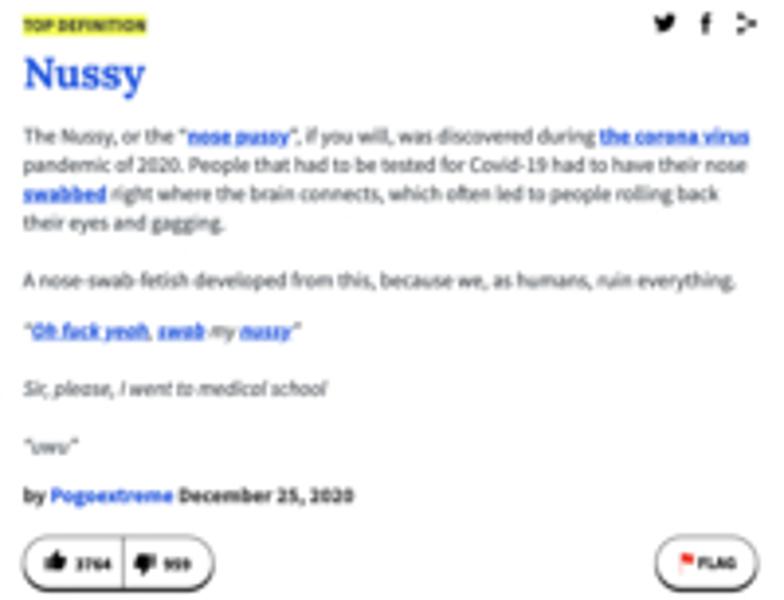 TOP DEFINITION
Nussy
The Nussy, or the "nose pussy", if you will, was discovered during the corona virus
pandemic of 2020. People that had to be tested for Covid-19 had to have their nose
swabbed right where the brain connects, which often led to people rolling back
their eyes and gagging.
A nose-swab-fetish developed from this, because we, as humans, ruin everything.
"Oh fuck yeah, swab my nussy"
Sir, please, I went to medical school
"uwu"
by Pogoextreme December 25, 2020
3764 959
FLAG